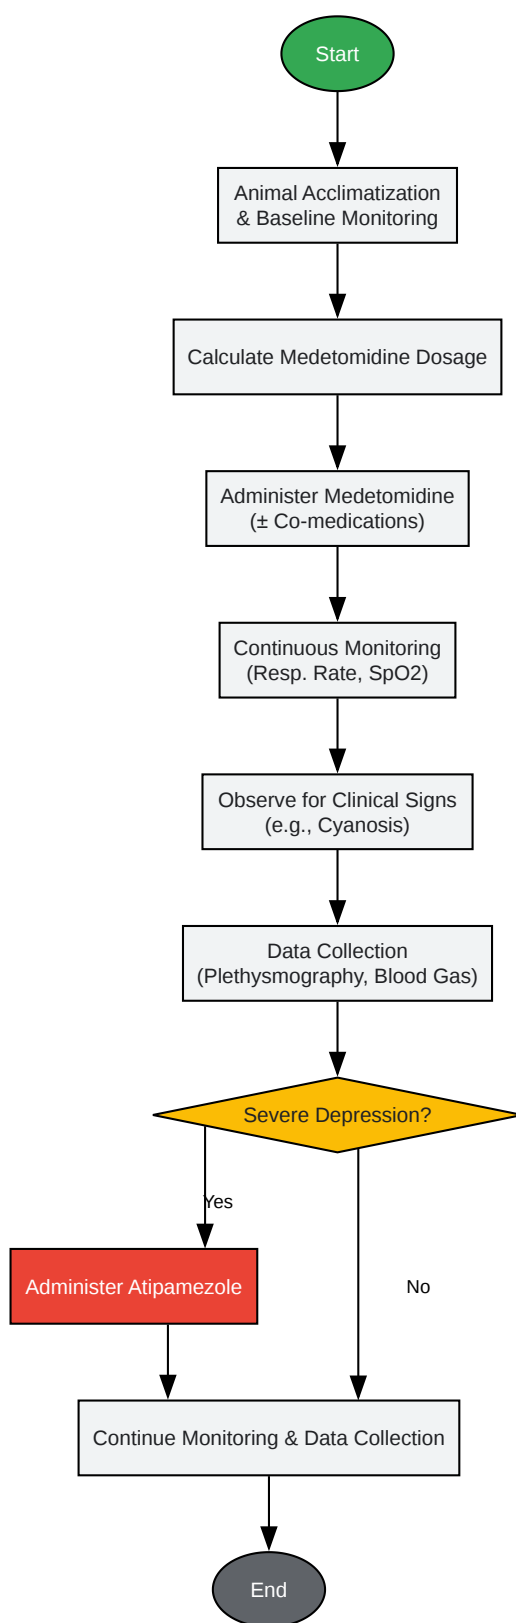 Start
Animal Acclimatization
& Baseline Monitoring
Calculate Medetomidine Dosage
Administer Medetomidine
(± Co-medications)
Continuous Monitoring
(Resp. Rate, SpO2)
Observe for Clinical Signs
(e.g., Cyanosis)
Data Collection
(Plethysmography, Blood Gas)
Severe Depression?
Yes
Administer Atipamezole
No
Continue Monitoring & Data Collection
End